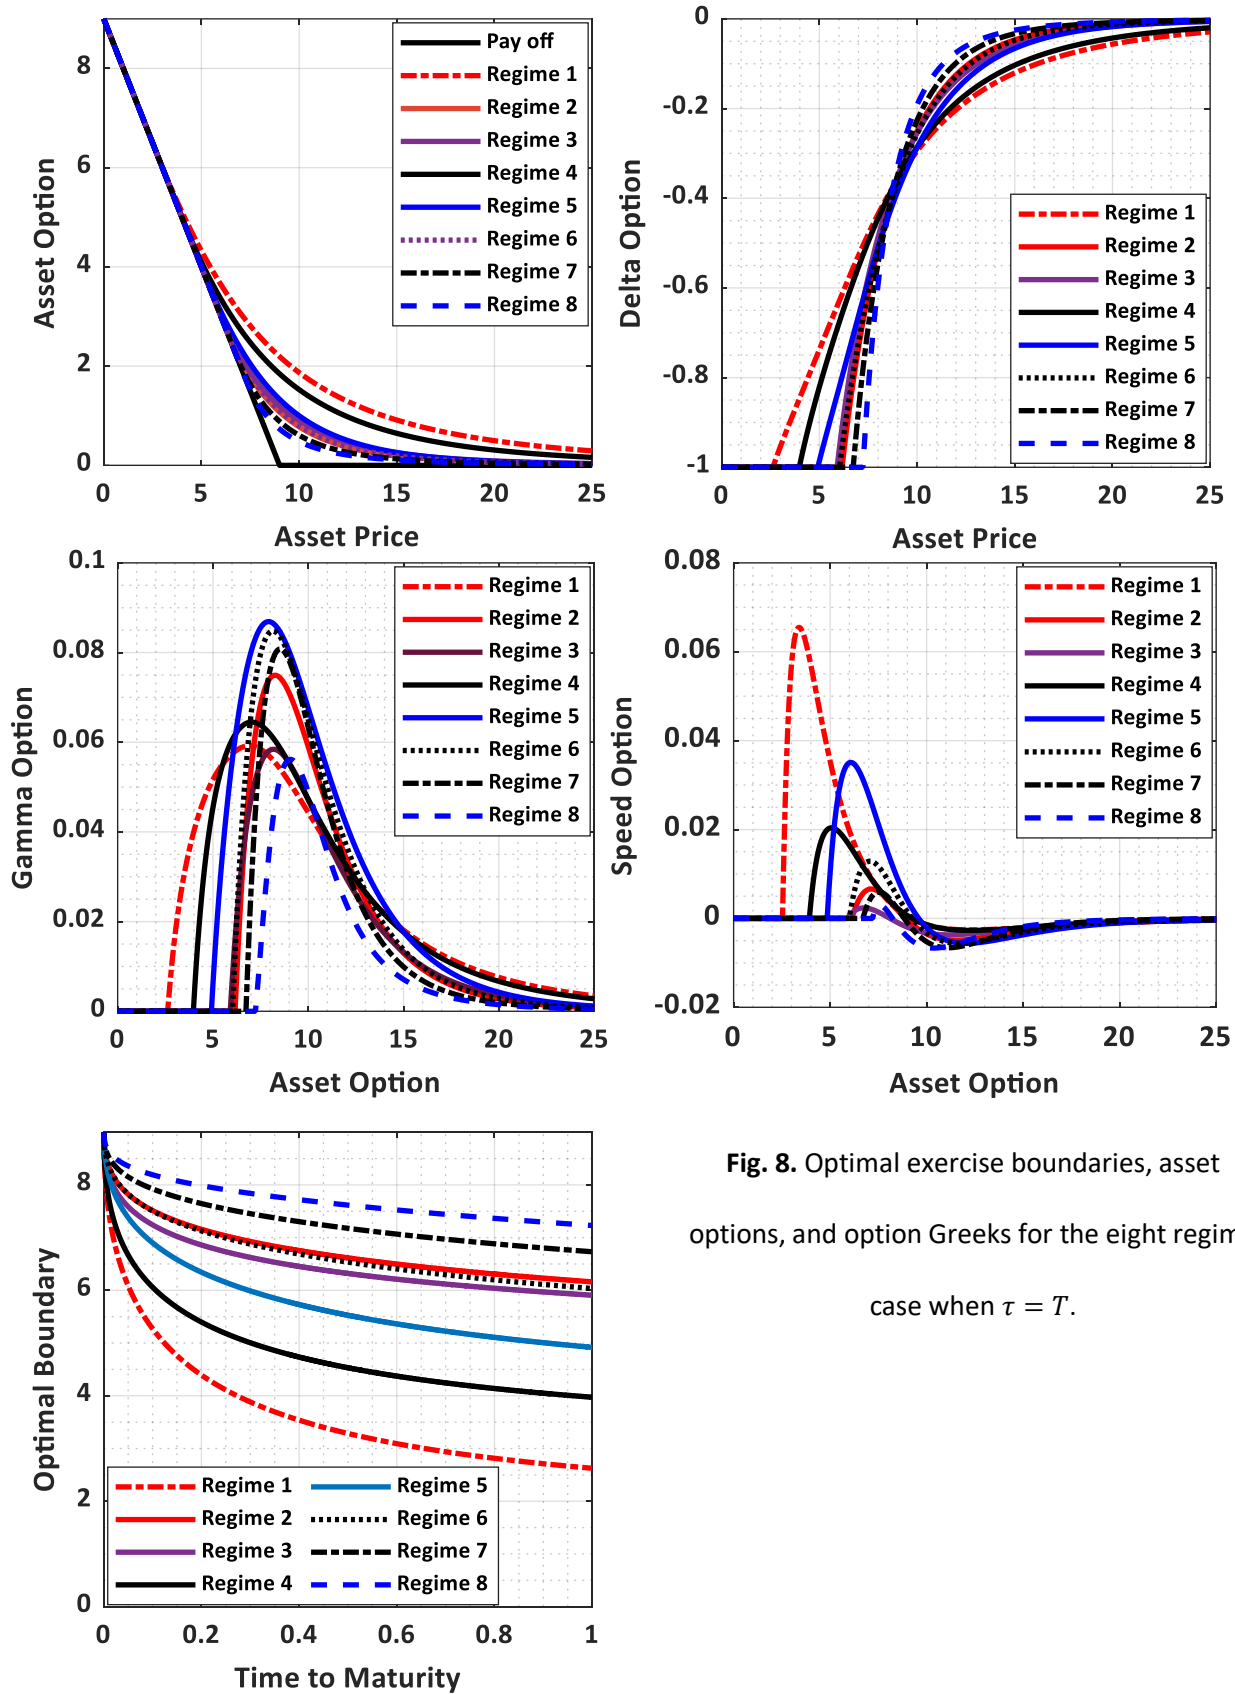 Asset Option
8
6
4
2
0
0 5 10 15 20 25
Asset Price
Pay off
Regime 1
Regime 2
Regime 3
Regime 4
Regime 5
Regime 6
Regime 7
Regime 8
Delta Option
0
-0.2
-0.4
-0.6
-0.8
-1
0 5 10 15 20 25
Asset Price
Regime 1
Regime 2
Regime 3
Regime 4
Regime 5
Regime 6
Regime 7
Regime 8
Gamma Option
0.1
0.08
0.06
0.04
0.02
0
0 5 10 15 20 25
Asset Option
Regime 1
Regime 2
Regime 3
Regime 4
Regime 5
Regime 6
Regime 7
Regime 8
Speed Option
0.08
0.06
0.04
0.02
0
-0.02
0 5 10 15 20 25
Asset Option
Regime 1
Regime 2
Regime 3
Regime 4
Regime 5
Regime 6
Regime 7
Regime 8
Optimal Boundary
8
6
4
2
0
0 0.2 0.4 0.6 0.8 1
Time to Maturity
Regime 1 Regime 5
Regime 2 Regime 6
Regime 3 Regime 7
Regime 4 Regime 8
Fig. 8. Optimal exercise boundaries, asset
options, and option Greeks for the eight regim
case when τ = T.